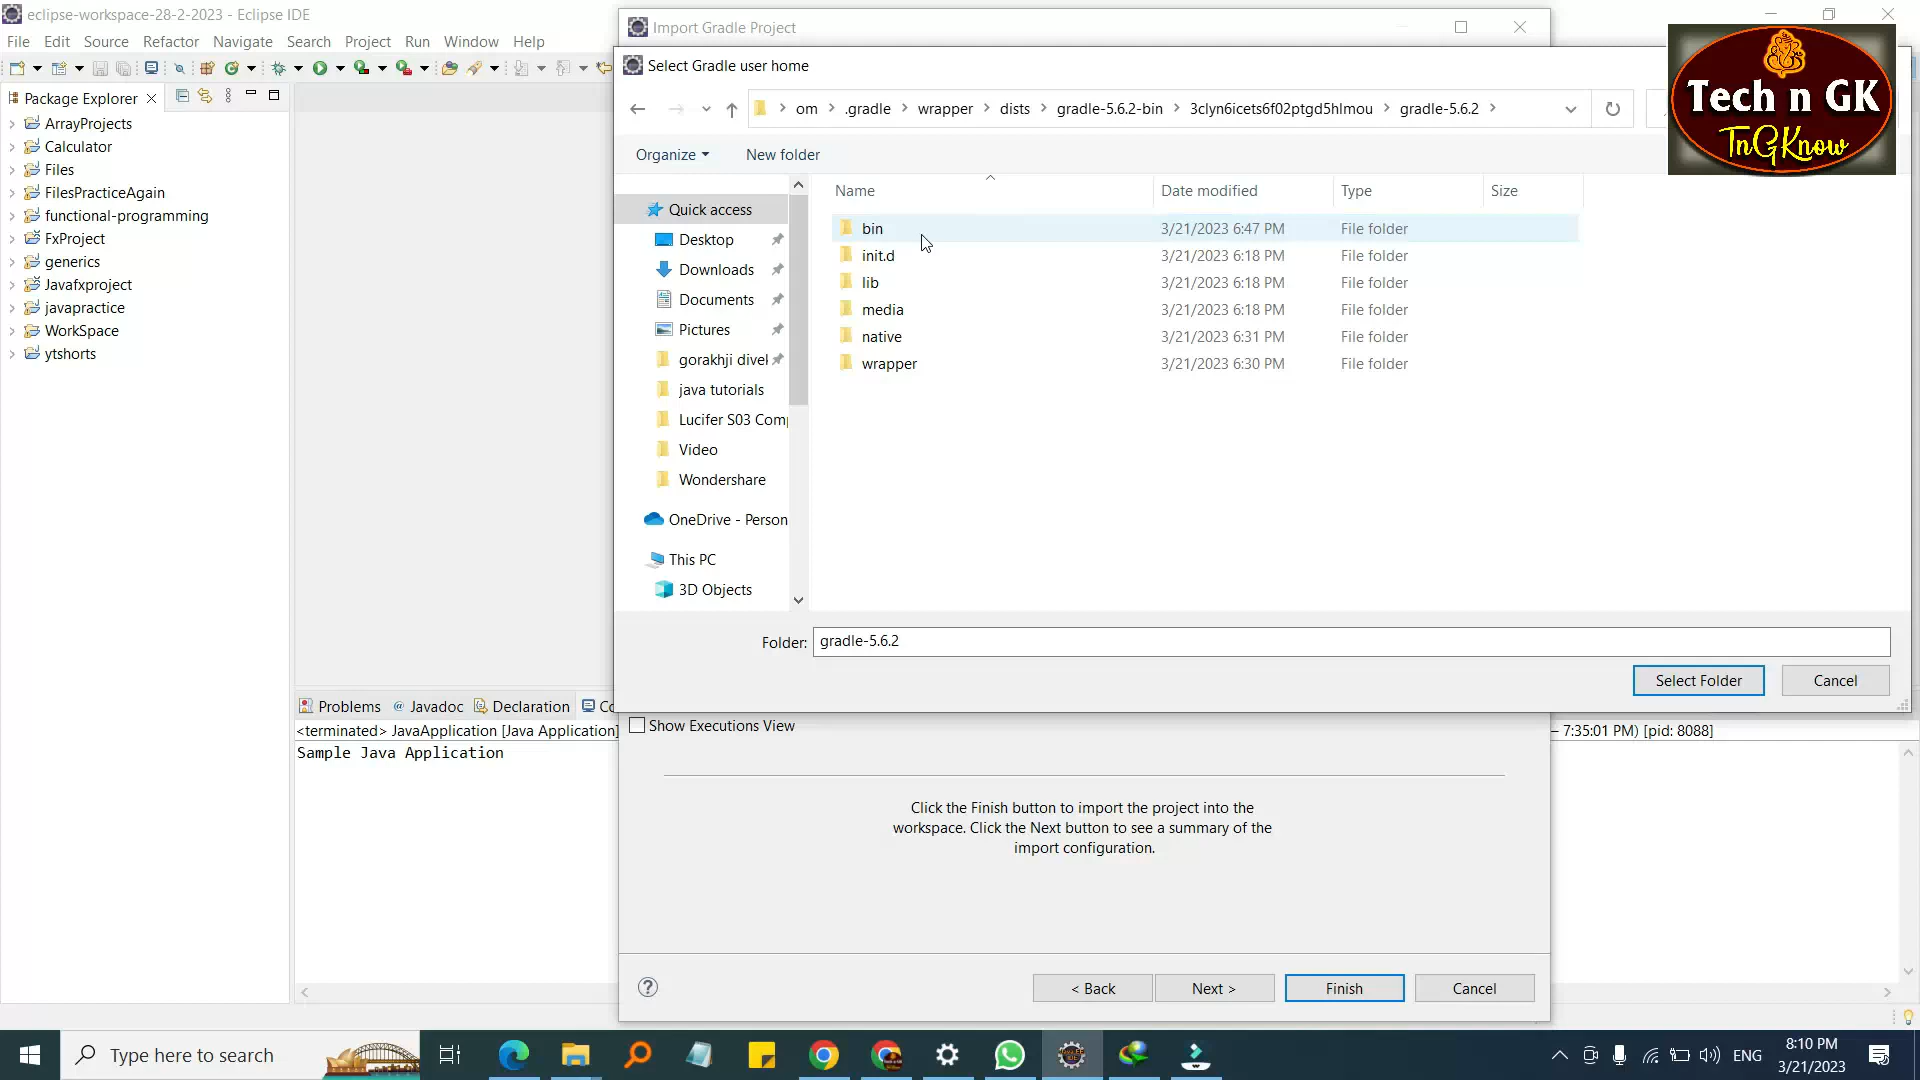 eclipse-workspace-28-2-2023 - Eclipse IDE
File Edit Source Refactor Navigate Search Project Run Window Help
Package Explorer
ArrayProjects
Calculator
Files
FilesPracticeAgain
functional-programming
FxProject
generics
Javafxproject
javapractice
WorkSpace
ytshorts
Import Gradle Project
Select Gradle user home
om .gradle wrapper dists gradle-5.6.2-bin 3clyn6icets6f02ptgd5hlmou gradle-5.6.2
Organize New folder
Tech n GK
TnGKnow
Quick access
Desktop
Downloads
Documents
Pictures
gorakhji divel
java tutorials
Lucifer S03 Comp
Video
Wondershare
OneDrive - Person
This PC
3D Objects
Name Date modified Type Size
bin 3/21/2023 6:47 PM File folder
init.d 3/21/2023 6:18 PM File folder
lib 3/21/2023 6:18 PM File folder
media 3/21/2023 6:18 PM File folder
native 3/21/2023 6:31 PM File folder
wrapper 3/21/2023 6:30 PM File folder
Folder: gradle-5.6.2
Select Folder Cancel
Problems @ Javadoc Declaration Co
<terminated> JavaApplication [Java Application] – 7:35:01 PM) [pid: 8088]
Sample Java Application
Show Executions View
Click the Finish button to import the project into the
workspace. Click the Next button to see a summary of the
import configuration.
? < Back Next > Finish Cancel
Type here to search
ENG
8:10 PM
3/21/2023